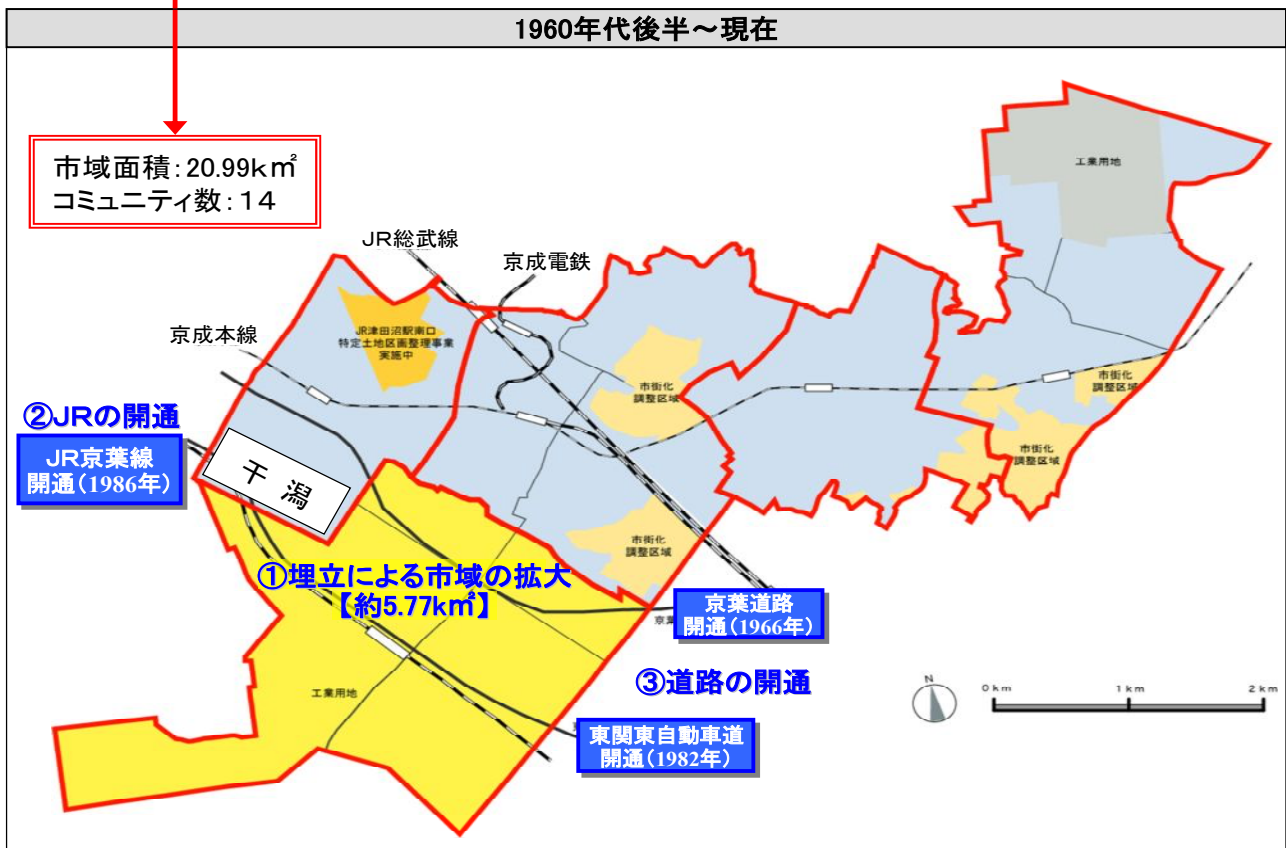 1960年代後半～現在
市域面積：20.99ｋ㎡
コミュニティ数：１４
工業用地
ＪＲ総武線
京成電鉄
京成本線
JR津田沼駅南口
特定土地区画整理事業
実施中
市街化
調整区域
市街化
調整区域
市街化
調整区域
②ＪＲの開通
ＪＲ京葉線
開通（1986年）
干潟
市街化
調整区域
①埋立による市域の拡大
【約5.77k㎡】
京葉道路
開通（1966年）
京葉
③道路の開通
工業用地
東関東自動車道
開通（1982年）
N
０ｋｍ
１ｋｍ
２ｋｍ